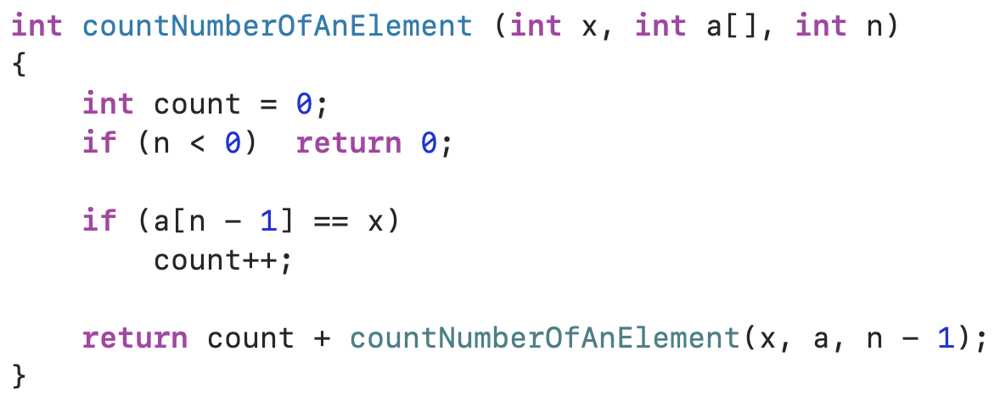 int countNumberOfAnElement (int x, int a[], int n)
{
    int count = 0;
    if (n < 0)  return 0;

    if (a[n - 1] == x)
        count++;

    return count + countNumberOfAnElement(x, a, n - 1);
}